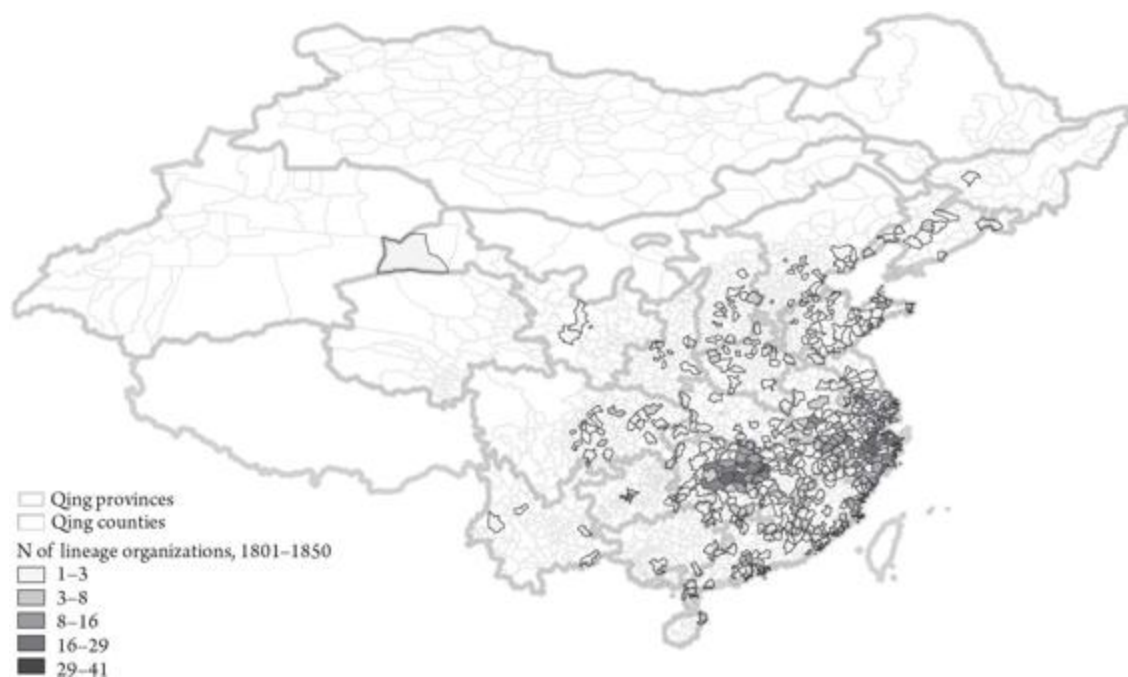 Qing provinces
Qing counties
N of lineage organizations, 1801–1850
1–3
3–8
8–16
16–29
29–41